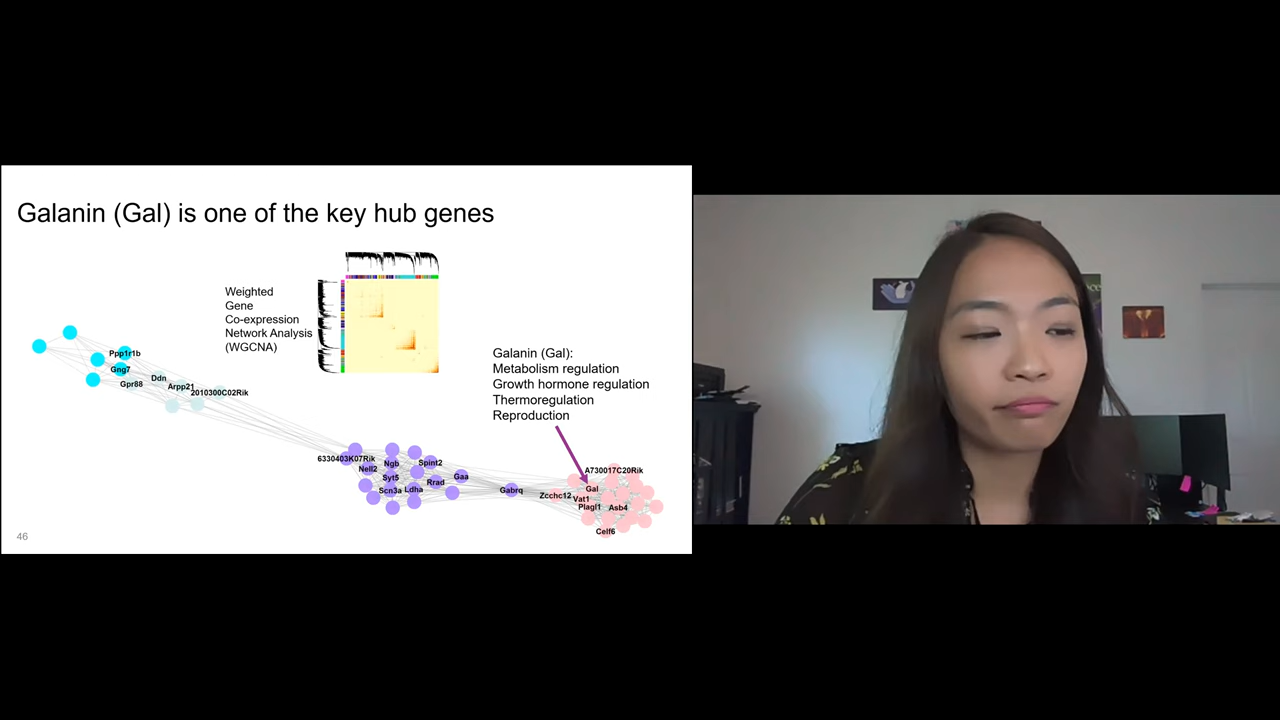 Galanin (Gal) is one of the key hub genes
Weighted
Gene
Co-expression
Network Analysis
(WGCNA)
Galanin (Gal):
Metabolism regulation
Growth hormone regulation
Thermoregulation
Reproduction
Ppp1r1b
Gng7
Gpr88
Ddn
Arpp21
2010300C02Rik
6330403K07Rik
Nell2
Ngb
Spint2
Syt5
Rrad
Gaa
Scn3a
Ldha
Gabrq
A730017C20Rik
Gal
Zcchc12
Vat1
Plagl1
Asb4
Celf6
46